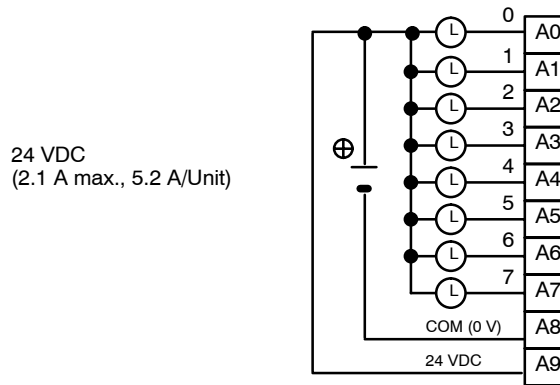 0 A0
L
1 A1
L
2 A2
L
3 A3
L
24 VDC
(2.1 A max., 5.2 A/Unit)
4 A4
L
5 A5
L
6 A6
L
7 A7
L
COM (0 V) A8
24 VDC A9